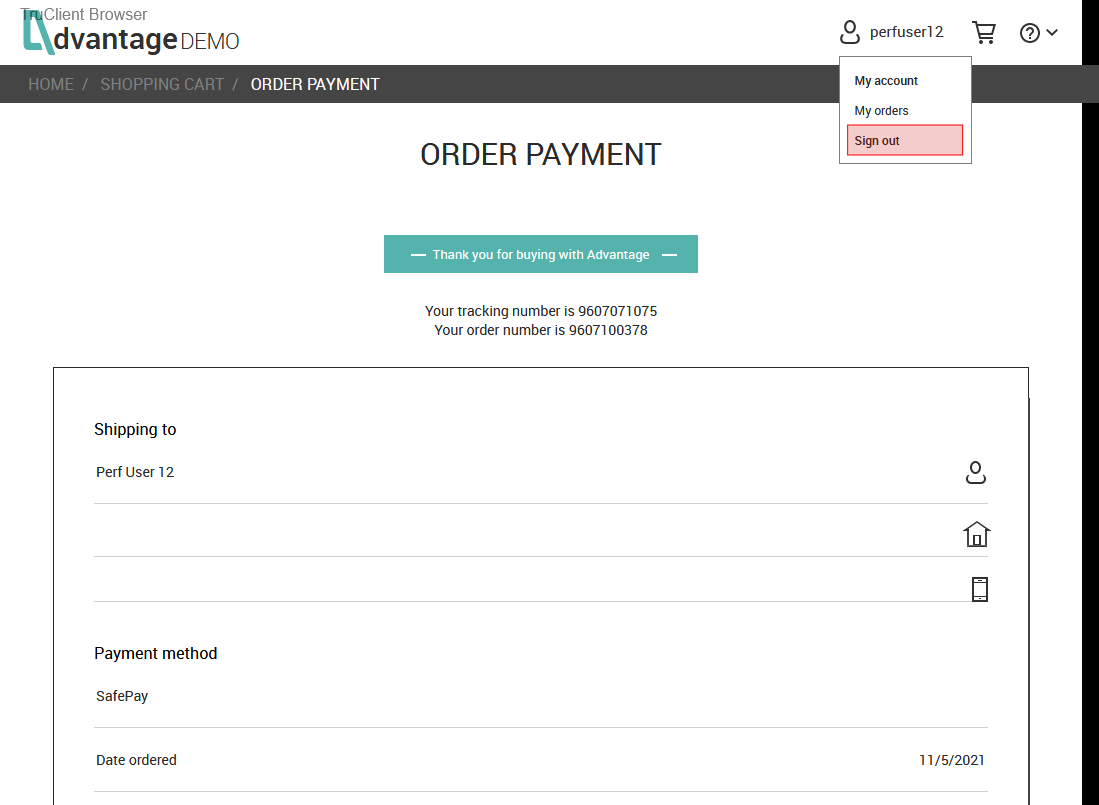 TruClient Browser
dvantage DEMO
perfuser12
My account
My orders
Sign out
HOME / SHOPPING CART / ORDER PAYMENT
ORDER PAYMENT
— Thank you for buying with Advantage —
Your tracking number is 9607071075
Your order number is 9607100378
Shipping to
Perf User 12
Payment method
SafePay
Date ordered 11/5/2021